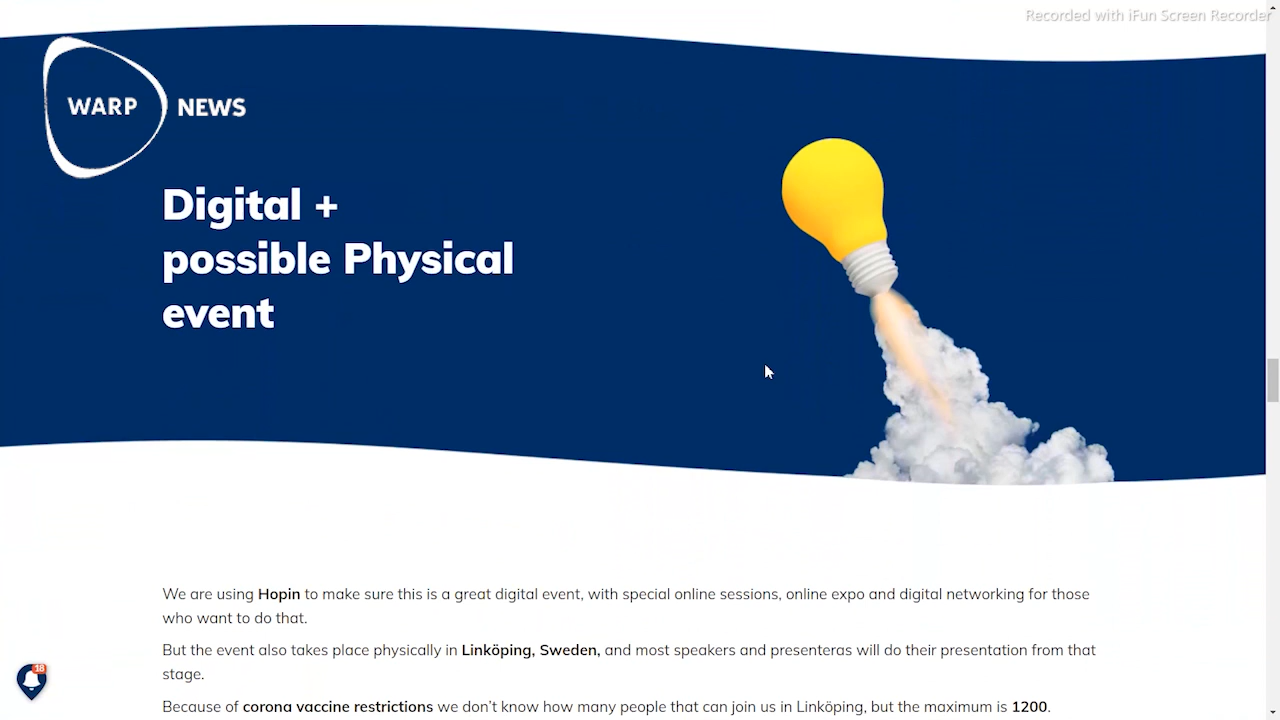 Recorded with iFun Screen Recorder
WARP NEWS
Digital +
possible Physical
event
We are using Hopin to make sure this is a great digital event, with special online sessions, online expo and digital networking for those
who want to do that.
But the event also takes place physically in Linköping, Sweden, and most speakers and presenteras will do their presentation from that
stage.
18
Because of corona vaccine restrictions we don’t know how many people that can join us in Linköping, but the maximum is 1200.